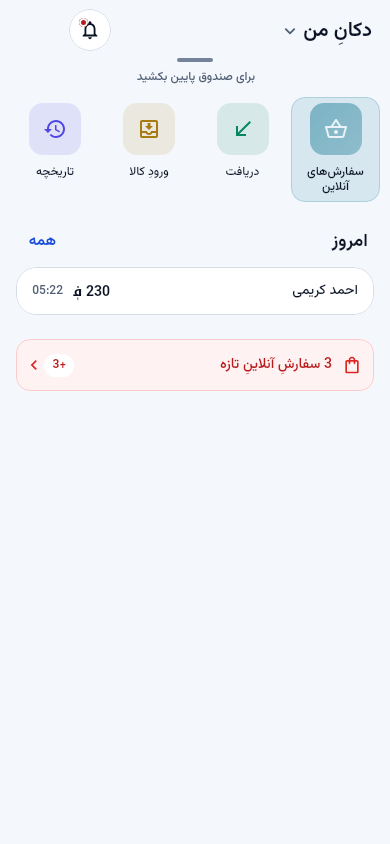 دکانِ من
برای صندوق پایین بکشید
سفارش‌های آنلاین
دریافت
ورودِ کالا
تاریخچه
امروز
همه
احمد کریمی
230 ؋
05:22
3 سفارشِ آنلاینِ تازه
3+